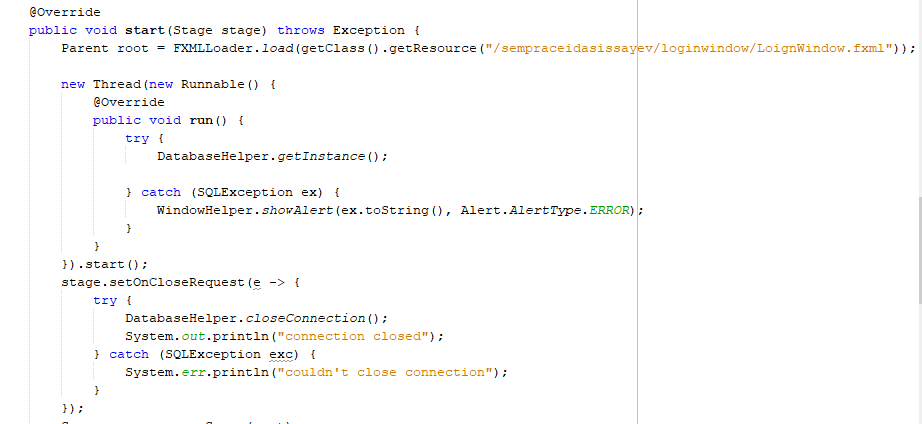 @Override
public void start(Stage stage) throws Exception {
Parent root = FXMLLoader.load(getClass().getResource("/sempraceidasissayev/loginwindow/LoignWindow.fxml"));
new Thread(new Runnable() {
@Override
public void run() {
try {
DatabaseHelper.getInstance();
} catch (SQLException ex) {
WindowHelper.showAlert(ex.toString(), Alert.AlertType.ERROR);
}
}
}).start();
stage.setOnCloseRequest(e -> {
try {
DatabaseHelper.closeConnection();
System.out.println("connection closed");
} catch (SQLException exc) {
System.err.println("couldn't close connection");
}
});